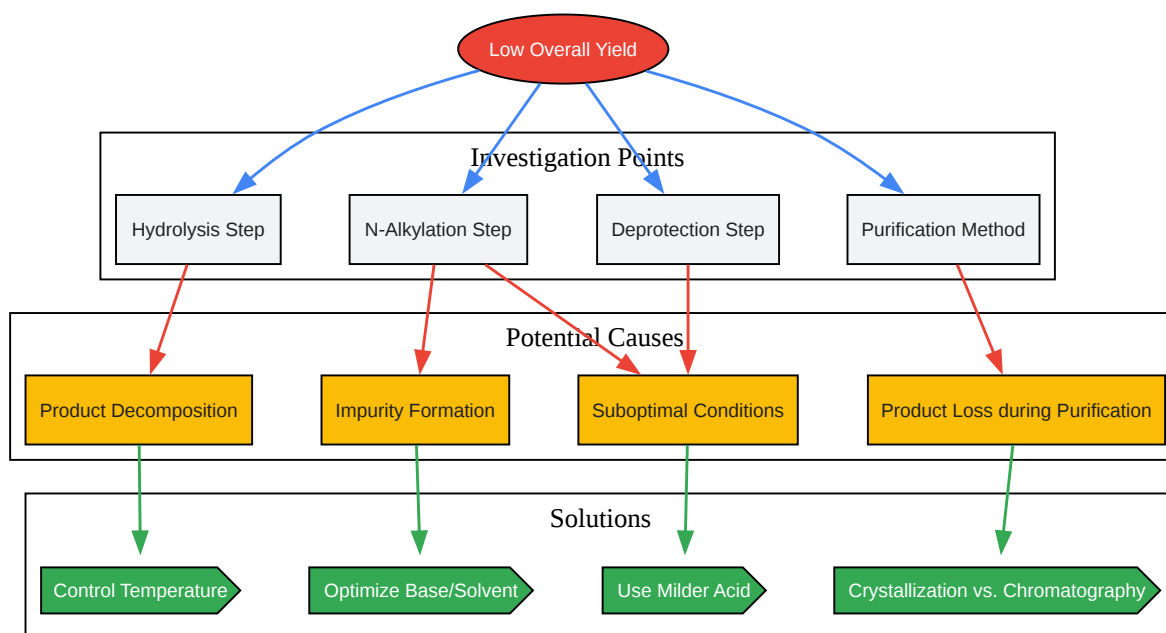 Low Overall Yield
Investigation Points
Hydrolysis Step
N-Alkylation Step
Deprotection Step
Purification Method
Potential Causes
Product Decomposition
Impurity Formation
Suboptimal Conditions
Product Loss during Purification
Solutions
Control Temperature
Optimize Base/Solvent
Use Milder Acid
Crystallization vs. Chromatography